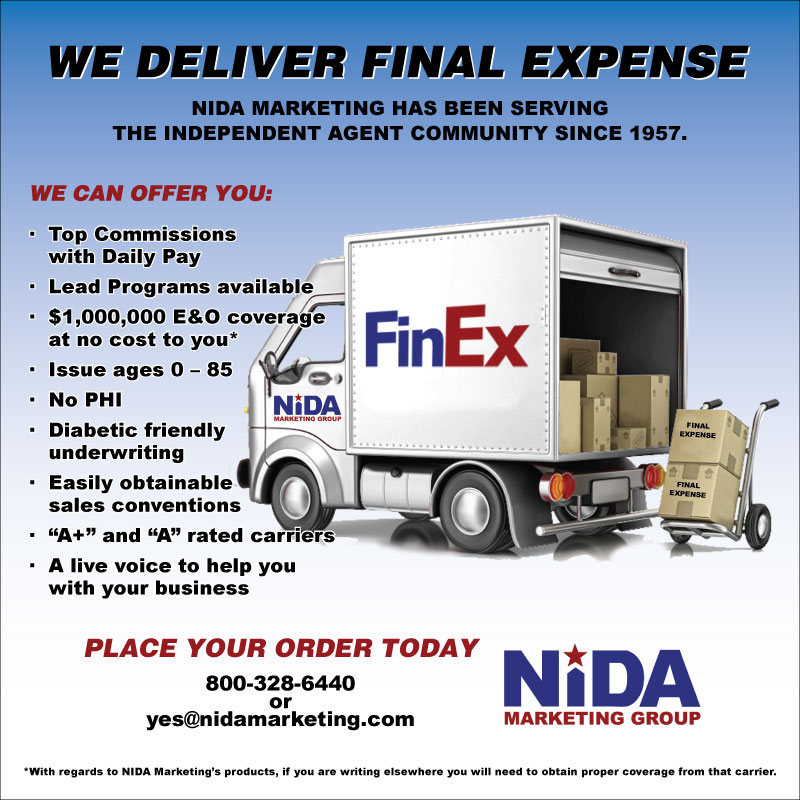 WE DELIVER FINAL EXPENSE
NIDA MARKETING HAS BEEN SERVING
THE INDEPENDENT AGENT COMMUNITY SINCE 1957.
WE CAN OFFER YOU:
· Top Commissions
with Daily Pay
· Lead Programs available
· $1,000,000 E&O coverage
at no cost to you*
· Issue ages 0 – 85
· No PHI
· Diabetic friendly
underwriting
· Easily obtainable
sales conventions
· “A+” and “A” rated carriers
· A live voice to help you
with your business
FinEx
NiDA
MARKETING GROUP
FINAL
EXPENSE
FINAL
EXPENSE
PLACE YOUR ORDER TODAY
800-328-6440
or
yes@nidamarketing.com
NiDA
MARKETING GROUP
*With regards to NIDA Marketing’s products, if you are writing elsewhere you will need to obtain proper coverage from that carrier.